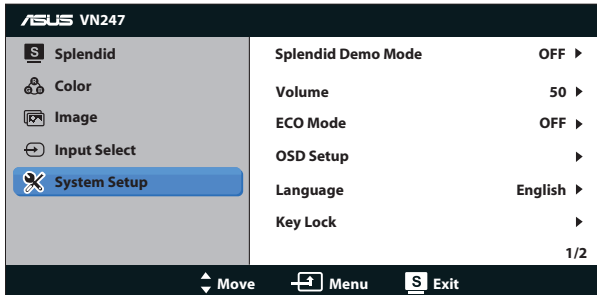 ASUS VN247
S Splendid
Color
Image
Input Select
System Setup
Splendid Demo Mode OFF
Volume 50
ECO Mode OFF
OSD Setup
Language English
Key Lock
1/2
Move Menu S Exit